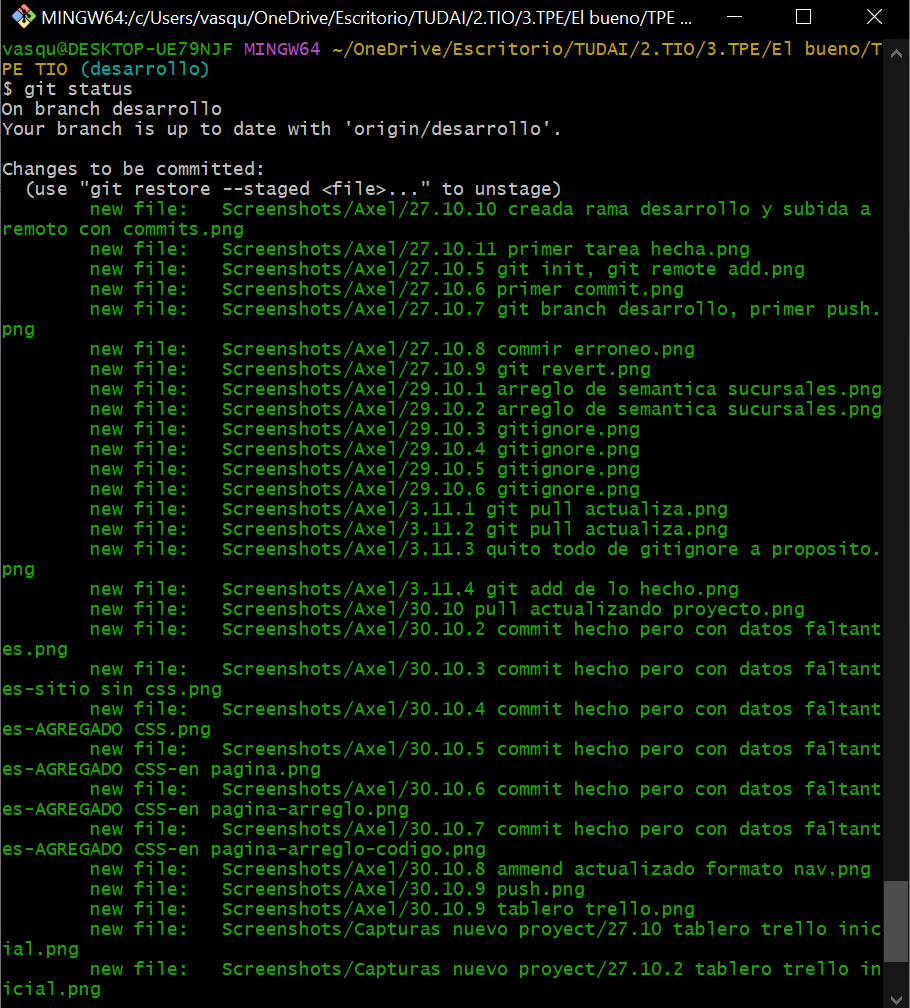 MINGW64:/c/Users/vasqu/OneDrive/Escritorio/TUDAI/2.TIO/3.TPE/El bueno/TPE ...
vasqu@DESKTOP-UE79NJF MINGW64 ~/OneDrive/Escritorio/TUDAI/2.TIO/3.TPE/El bueno/T
PE TIO (desarrollo)
$ git status
On branch desarrollo
Your branch is up to date with 'origin/desarrollo'.
Changes to be committed:
  (use "git restore --staged <file>..." to unstage)
        new file:   Screenshots/Axel/27.10.10 creada rama desarrollo y subida a
remoto con commits.png
        new file:   Screenshots/Axel/27.10.11 primer tarea hecha.png
        new file:   Screenshots/Axel/27.10.5 git init, git remote add.png
        new file:   Screenshots/Axel/27.10.6 primer commit.png
        new file:   Screenshots/Axel/27.10.7 git branch desarrollo, primer push.
png
        new file:   Screenshots/Axel/27.10.8 commir erroneo.png
        new file:   Screenshots/Axel/27.10.9 git revert.png
        new file:   Screenshots/Axel/29.10.1 arreglo de semantica sucursales.png
        new file:   Screenshots/Axel/29.10.2 arreglo de semantica sucursales.png
        new file:   Screenshots/Axel/29.10.3 gitignore.png
        new file:   Screenshots/Axel/29.10.4 gitignore.png
        new file:   Screenshots/Axel/29.10.5 gitignore.png
        new file:   Screenshots/Axel/29.10.6 gitignore.png
        new file:   Screenshots/Axel/3.11.1 git pull actualiza.png
        new file:   Screenshots/Axel/3.11.2 git pull actualiza.png
        new file:   Screenshots/Axel/3.11.3 quito todo de gitignore a proposito.
png
        new file:   Screenshots/Axel/3.11.4 git add de lo hecho.png
        new file:   Screenshots/Axel/30.10 pull actualizando proyecto.png
        new file:   Screenshots/Axel/30.10.2 commit hecho pero con datos faltant
es.png
        new file:   Screenshots/Axel/30.10.3 commit hecho pero con datos faltant
es-sitio sin css.png
        new file:   Screenshots/Axel/30.10.4 commit hecho pero con datos faltant
es-AGREGADO CSS.png
        new file:   Screenshots/Axel/30.10.5 commit hecho pero con datos faltant
es-AGREGADO CSS-en pagina.png
        new file:   Screenshots/Axel/30.10.6 commit hecho pero con datos faltant
es-AGREGADO CSS-en pagina-arreglo.png
        new file:   Screenshots/Axel/30.10.7 commit hecho pero con datos faltant
es-AGREGADO CSS-en pagina-arreglo-codigo.png
        new file:   Screenshots/Axel/30.10.8 ammend actualizado formato nav.png
        new file:   Screenshots/Axel/30.10.9 push.png
        new file:   Screenshots/Axel/30.10.9 tablero trello.png
        new file:   Screenshots/Capturas nuevo proyect/27.10 tablero trello inic
ial.png
        new file:   Screenshots/Capturas nuevo proyect/27.10.2 tablero trello in
icial.png